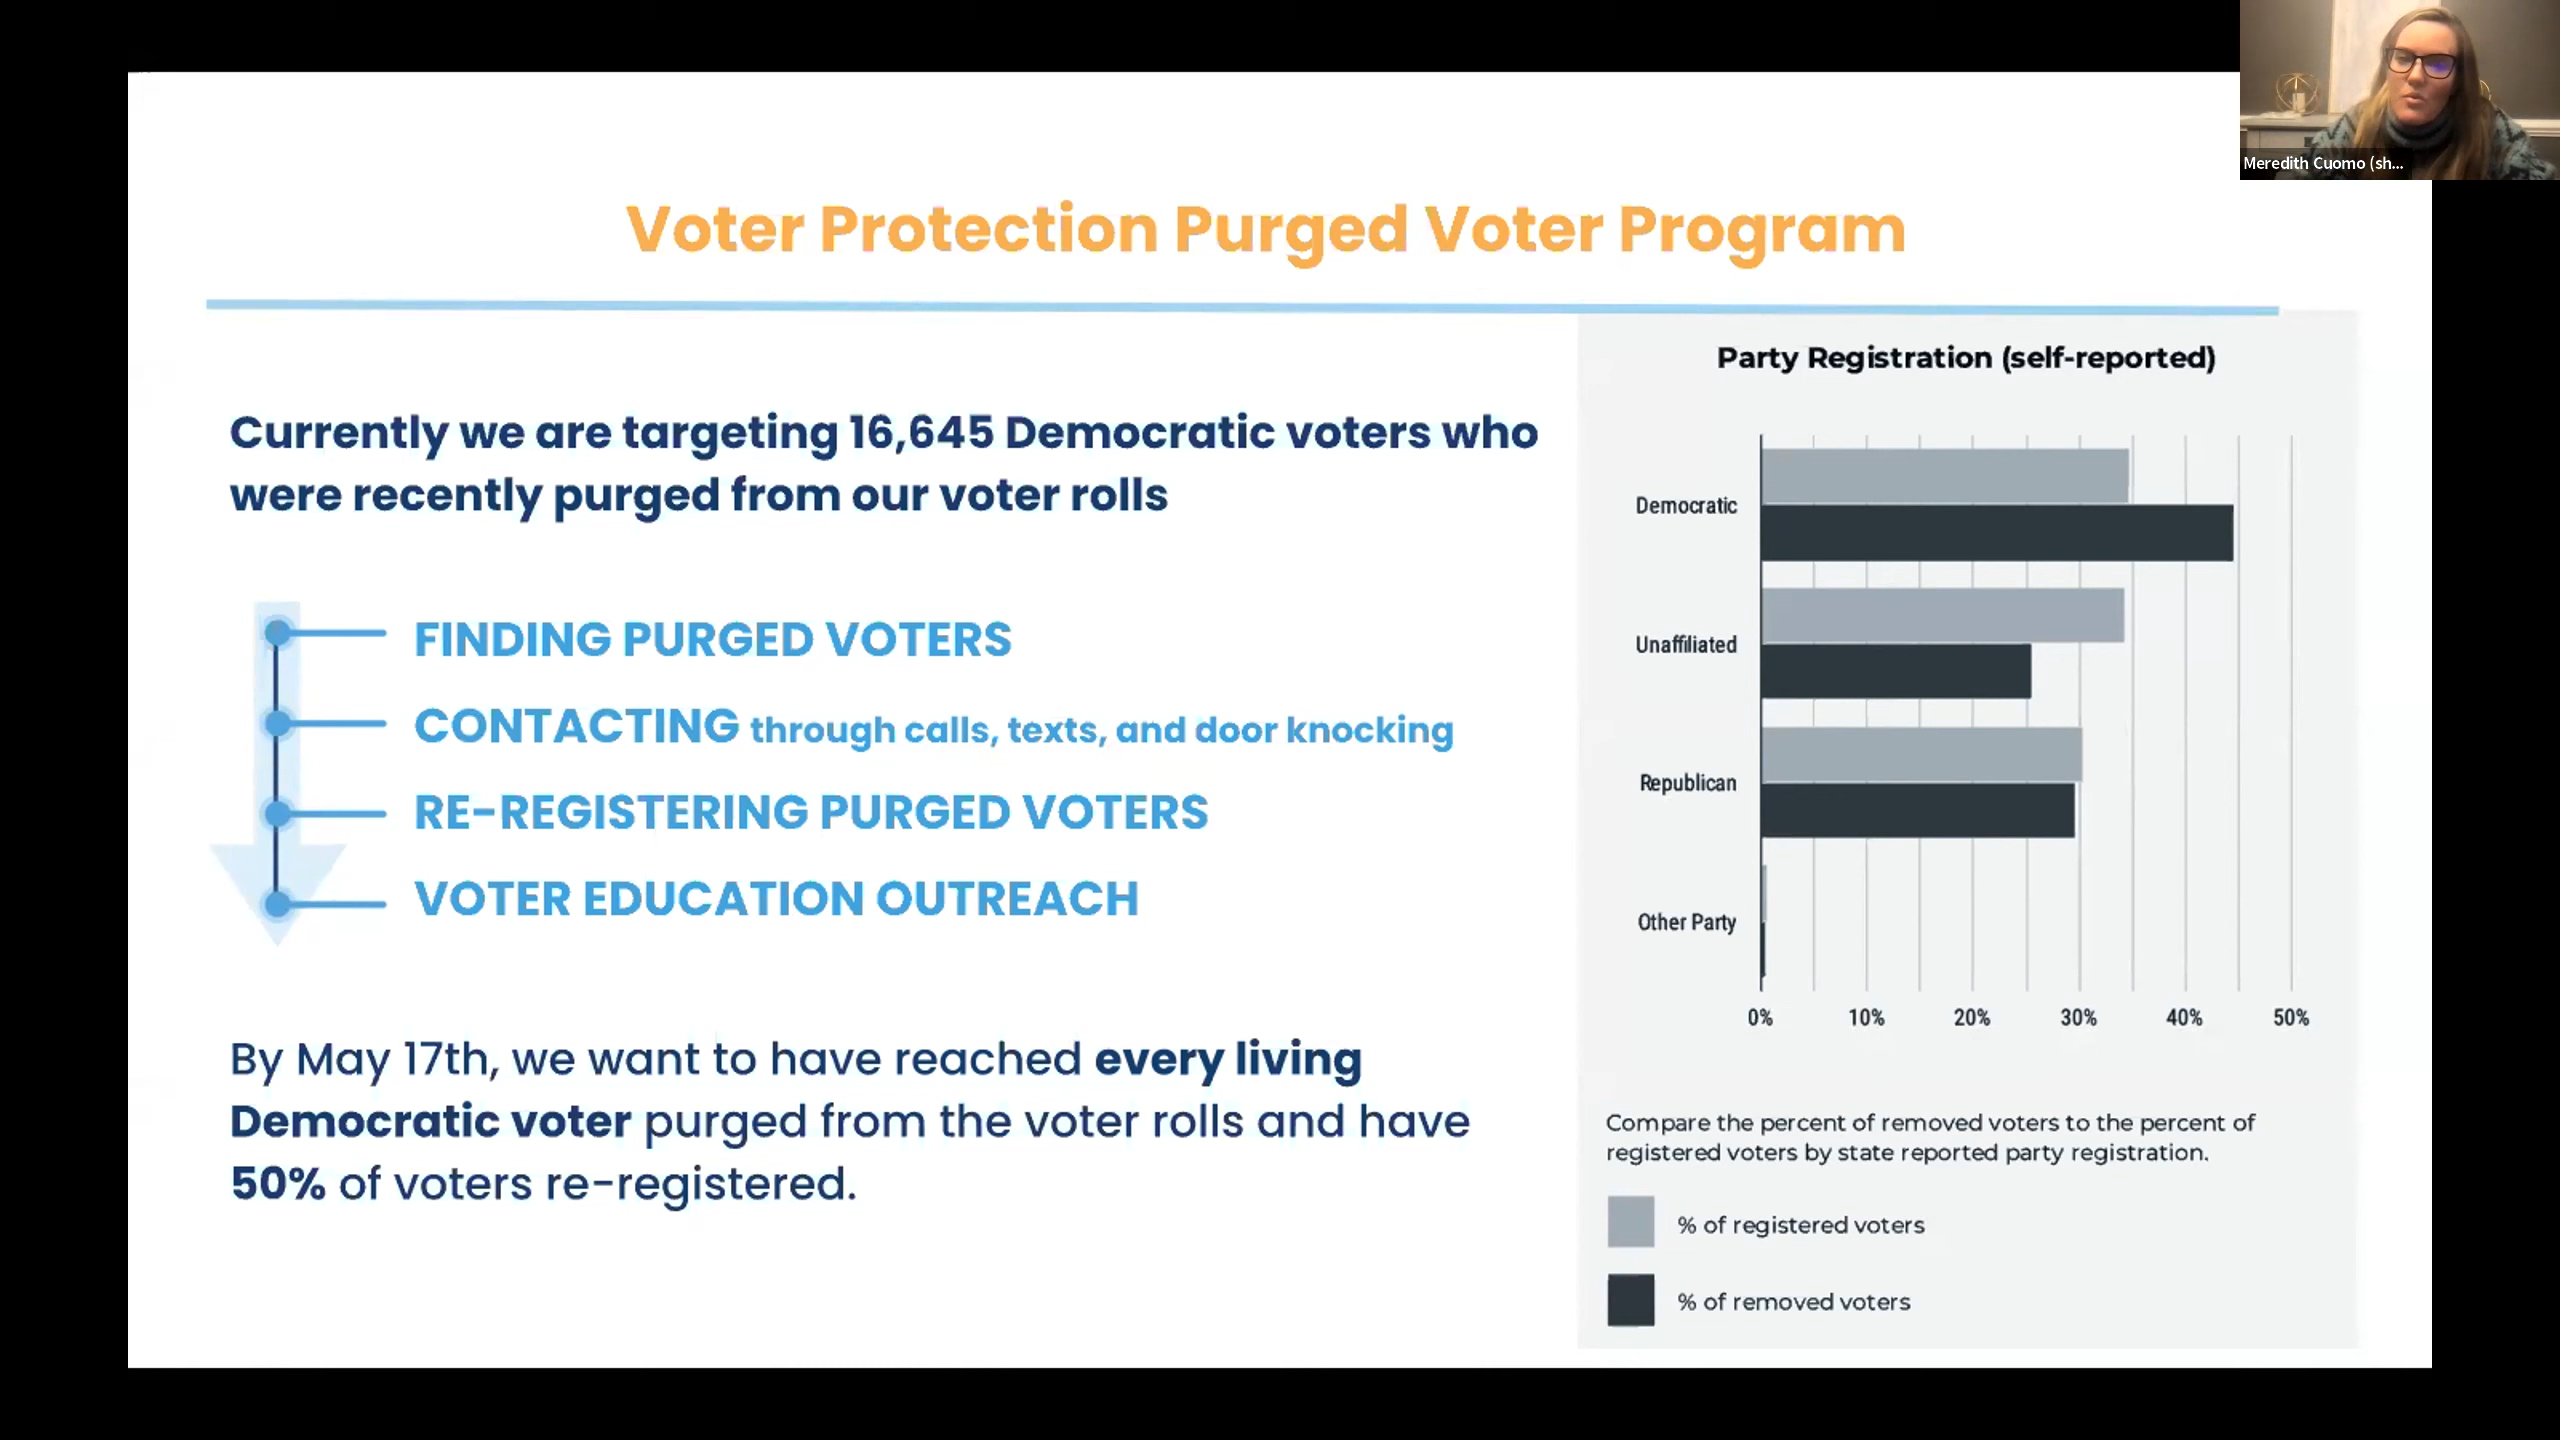 Meredith Cuomo (sh...
Voter Protection Purged Voter Program
Currently we are targeting 16,645 Democratic voters who
were recently purged from our voter rolls
FINDING PURGED VOTERS
CONTACTING through calls, texts, and door knocking
RE-REGISTERING PURGED VOTERS
VOTER EDUCATION OUTREACH
By May 17th, we want to have reached every living
Democratic voter purged from the voter rolls and have
50% of voters re-registered.
Party Registration (self-reported)
Democratic
Unaffiliated
Republican
Other Party
0% 10% 20% 30% 40% 50%
Compare the percent of removed voters to the percent of
registered voters by state reported party registration.
% of registered voters
% of removed voters